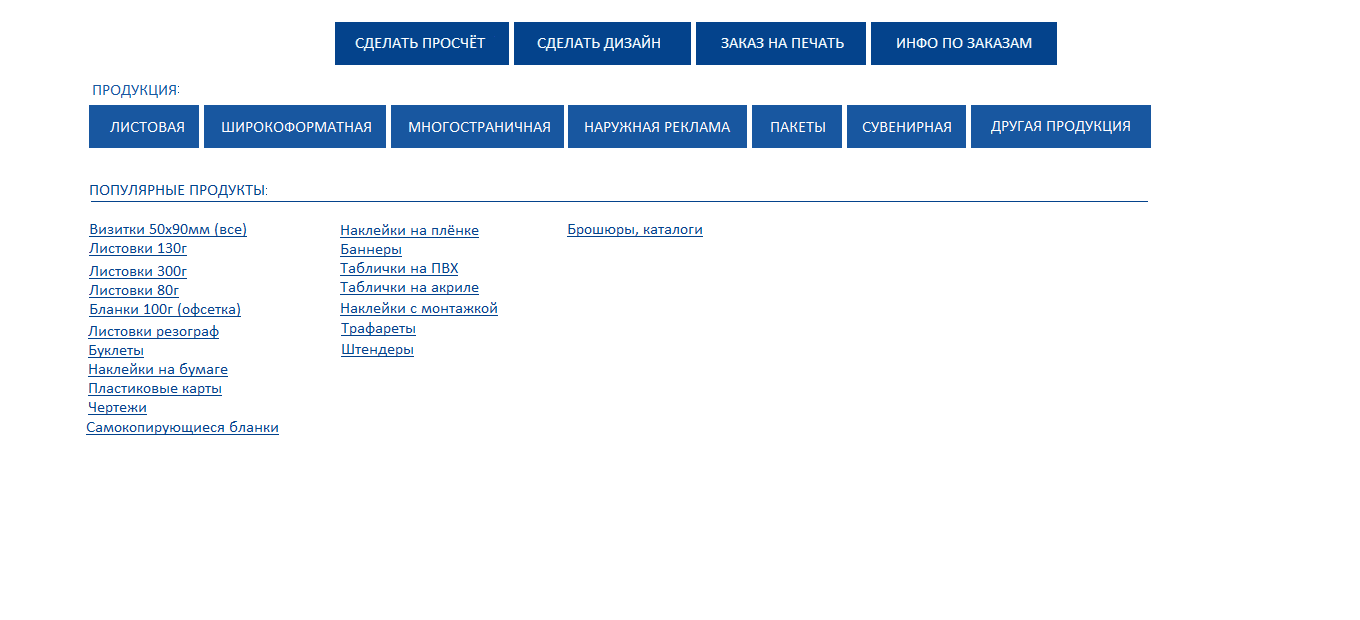 СДЕЛАТЬ ПРОСЧЁТ СДЕЛАТЬ ДИЗАЙН ЗАКАЗ НА ПЕЧАТЬ ИНФО ПО ЗАКАЗАМ
ПРОДУКЦИЯ:
ЛИСТОВАЯ ШИРОКОФОРМАТНАЯ МНОГОСТРАНИЧНАЯ НАРУЖНАЯ РЕКЛАМА ПАКЕТЫ СУВЕНИРНАЯ ДРУГАЯ ПРОДУКЦИЯ
ПОПУЛЯРНЫЕ ПРОДУКТЫ:
Визитки 50х90мм (все)
Листовки 130г
Листовки 300г
Листовки 80г
Бланки 100г (офсетка)
Листовки резограф
Буклеты
Наклейки на бумаге
Пластиковые карты
Чертежи
Самокопирующиеся бланки
Наклейки на плёнке
Баннеры
Таблички на ПВХ
Таблички на акриле
Наклейки с монтажкой
Трафареты
Штендеры
Брошюры, каталоги